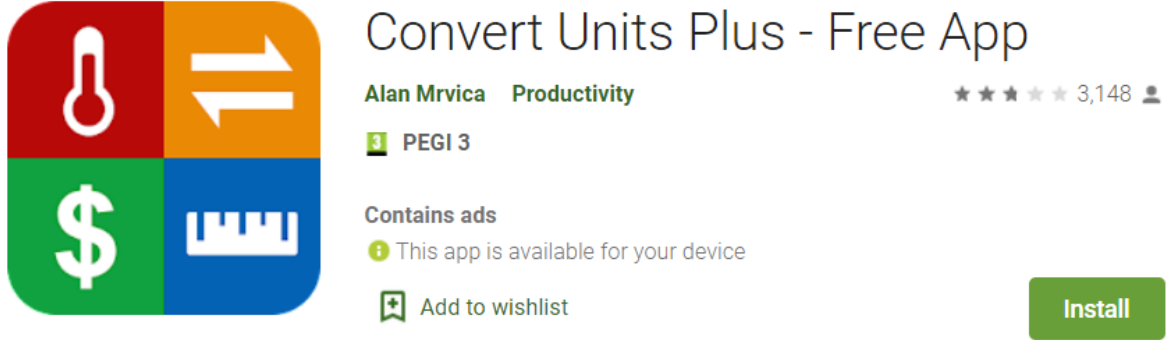 Convert Units Plus - Free App
Alan Mrvica Productivity 3,148
3 PEGI 3
$
Contains ads
This app is available for your device
Add to wishlist
Install